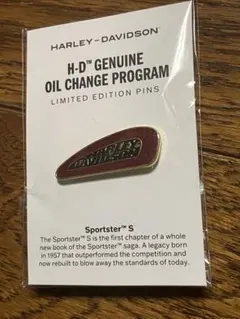 HARLEY–DAVIDSON®
H-D™ GENUINE
OIL CHANGE PROGRAM
LIMITED EDITION PINS
HARLEY
DAVIDSON
Sportster™ S
The Sportster™ S is the first chapter of a whole
new book of the Sportster™ saga. A legacy born
in 1957 that outperformed the competition and
now rebuilt to blow away the standards of today.